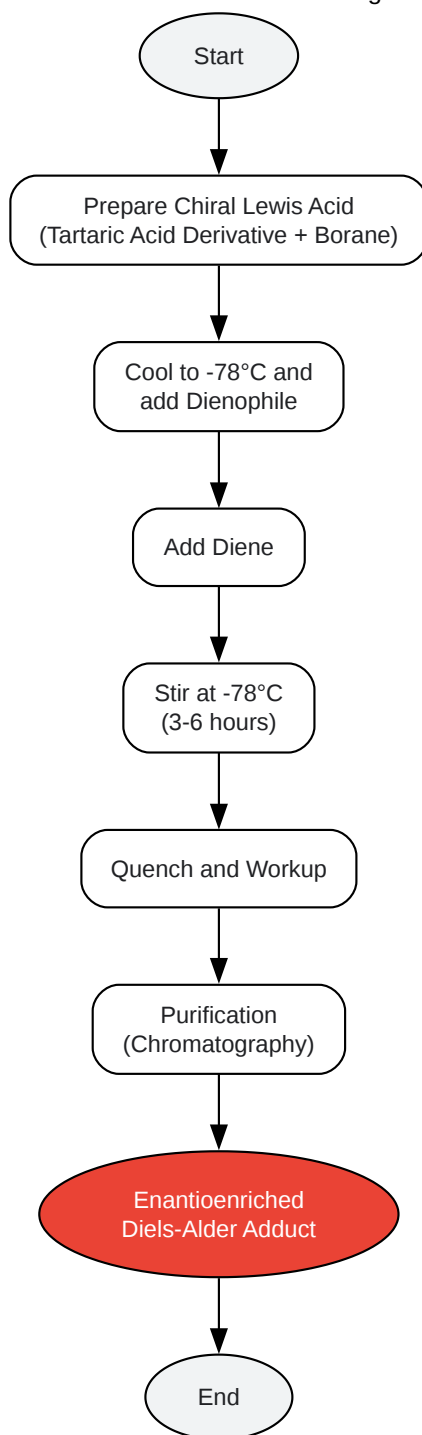 Start
Prepare Chiral Lewis Acid
(Tartaric Acid Derivative + Borane)
Cool to -78°C and
add Dienophile
Add Diene
Stir at -78°C
(3-6 hours)
Quench and Workup
Purification
(Chromatography)
Enantioenriched
Diels-Alder Adduct
End